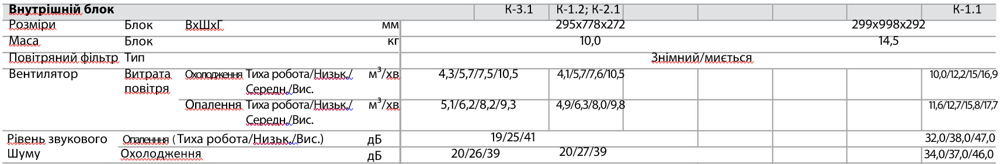 Внутрішній блок К-3.1 К-1.2; К-2.1 К-1.1
Розміри Блок ВхШхГ мм 295х778х272 299х998х292
Маса Блок кг 10,0 14,5
Повітряний фільтр Тип Знімний/миється
Вентилятор Витрата Охолодження Тиха робота/Низьк./ м³/хв 4,3/5,7/7,5/10,5 4,1/5,7/7,6/10,5 10,0/12,2/15/16,9
повітря Середн./Вис.
Опалення Тиха робота/Низьк./ м³/хв 5,1/6,2/8,2/9,3 4,9/6,3/8,0/9,8 11,6/12,7/15,8/17,7
Середн./Вис.
Рівень звукового Опаленння (Тиха робота/Низьк./Вис.) дБ 19/25/41 32,0/38,0/47,0
Шуму Охолодження дБ 20/26/39 20/27/39 34,0/37,0/46,0